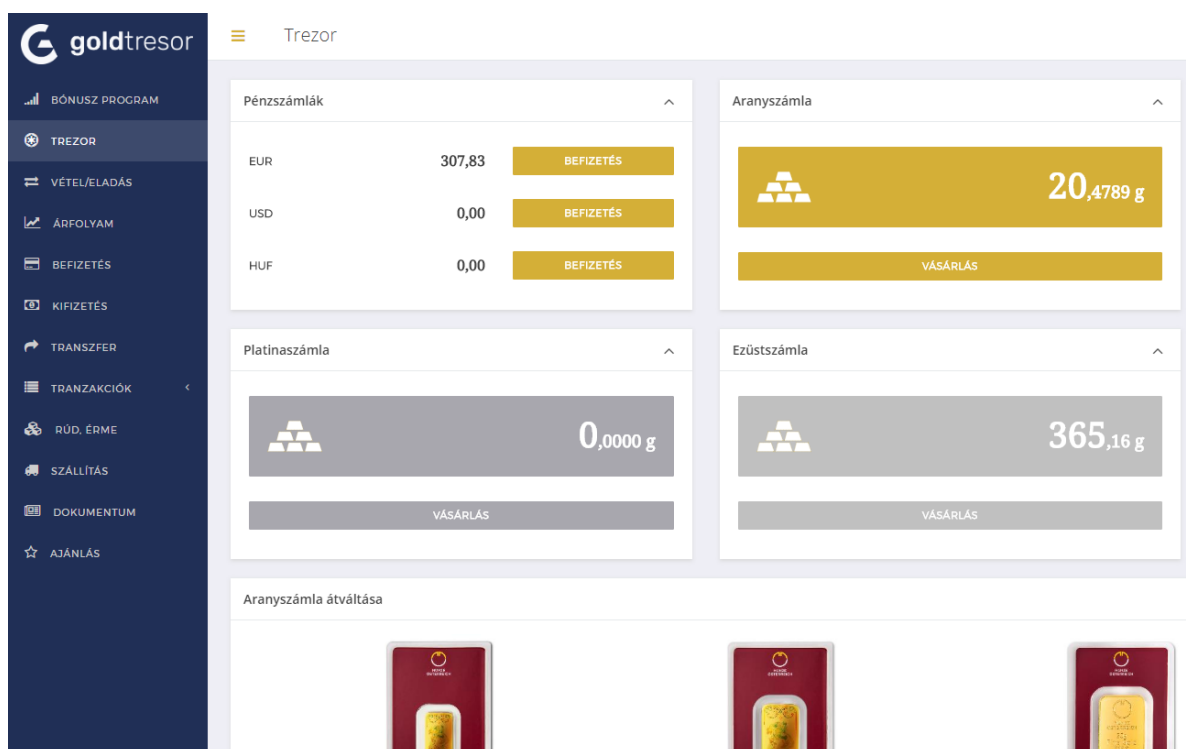 goldtresor
BÓNUSZ PROGRAM
TREZOR
VÉTEL/ELADÁS
ÁRFOLYAM
BEFIZETÉS
KIFIZETÉS
TRANSZFER
TRANZAKCIÓK
RÚD, ÉRME
SZÁLLÍTÁS
DOKUMENTUM
AJÁNLÁS
Trezor
Pénzszámlák
EUR 307,83 BEFIZETÉS
USD 0,00 BEFIZETÉS
HUF 0,00 BEFIZETÉS
Aranyszámla
20,4789 g
VÁSÁRLÁS
Platinaszámla
0,0000 g
VÁSÁRLÁS
Ezüstszámla
365,16 g
VÁSÁRLÁS
Aranyszámla átváltása